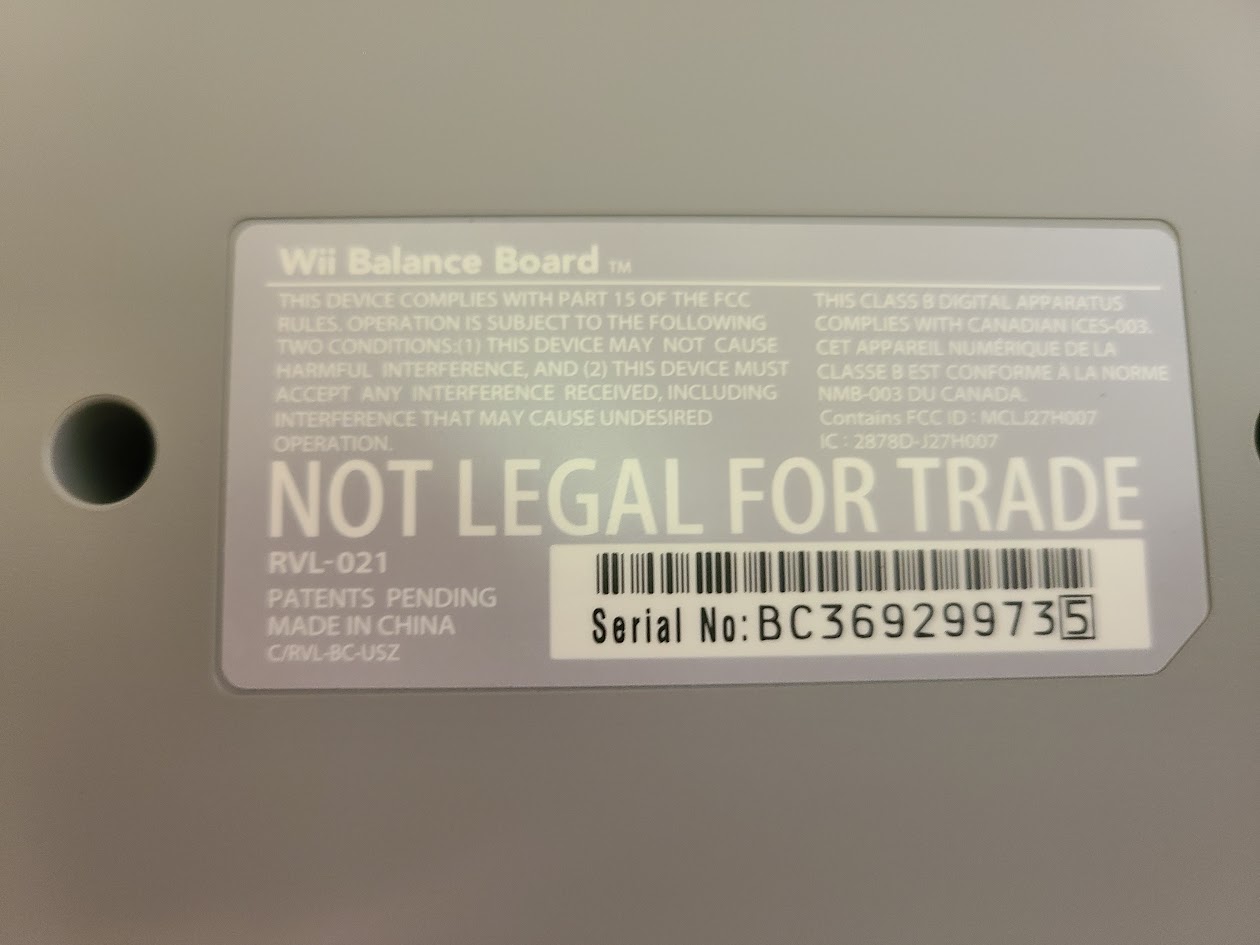 Wii Balance Board TM
THIS DEVICE COMPLIES WITH PART 15 OF THE FCC
RULES. OPERATION IS SUBJECT TO THE FOLLOWING
TWO CONDITIONS:(1) THIS DEVICE MAY NOT CAUSE
HARMFUL INTERFERENCE, AND (2) THIS DEVICE MUST
ACCEPT ANY INTERFERENCE RECEIVED, INCLUDING
INTERFERENCE THAT MAY CAUSE UNDESIRED
OPERATION.
THIS CLASS B DIGITAL APPARATUS
COMPLIES WITH CANADIAN ICES-003.
CET APPAREIL NUMÉRIQUE DE LA
CLASSE B EST CONFORME À LA NORME
NMB-003 DU CANADA.
Contains FCC ID : MCLJ27H007
IC : 2878D-J27H007
NOT LEGAL FOR TRADE
RVL-021
PATENTS PENDING
MADE IN CHINA
C/RVL-BC-USZ
Serial No:BC3692999735